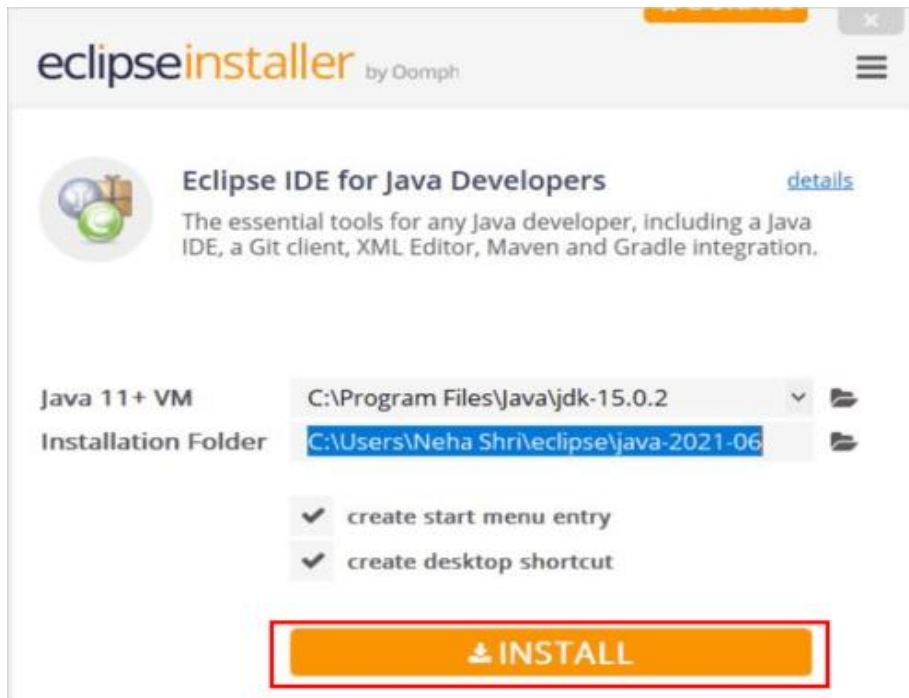 eclipseinstaller by Oomph
Eclipse IDE for Java Developers details
The essential tools for any Java developer, including a Java
IDE, a Git client, XML Editor, Maven and Gradle integration.
Java 11+ VM C:\Program Files\Java\jdk-15.0.2
Installation Folder C:\Users\Neha Shri\eclipse\java-2021-06
create start menu entry
create desktop shortcut
INSTALL